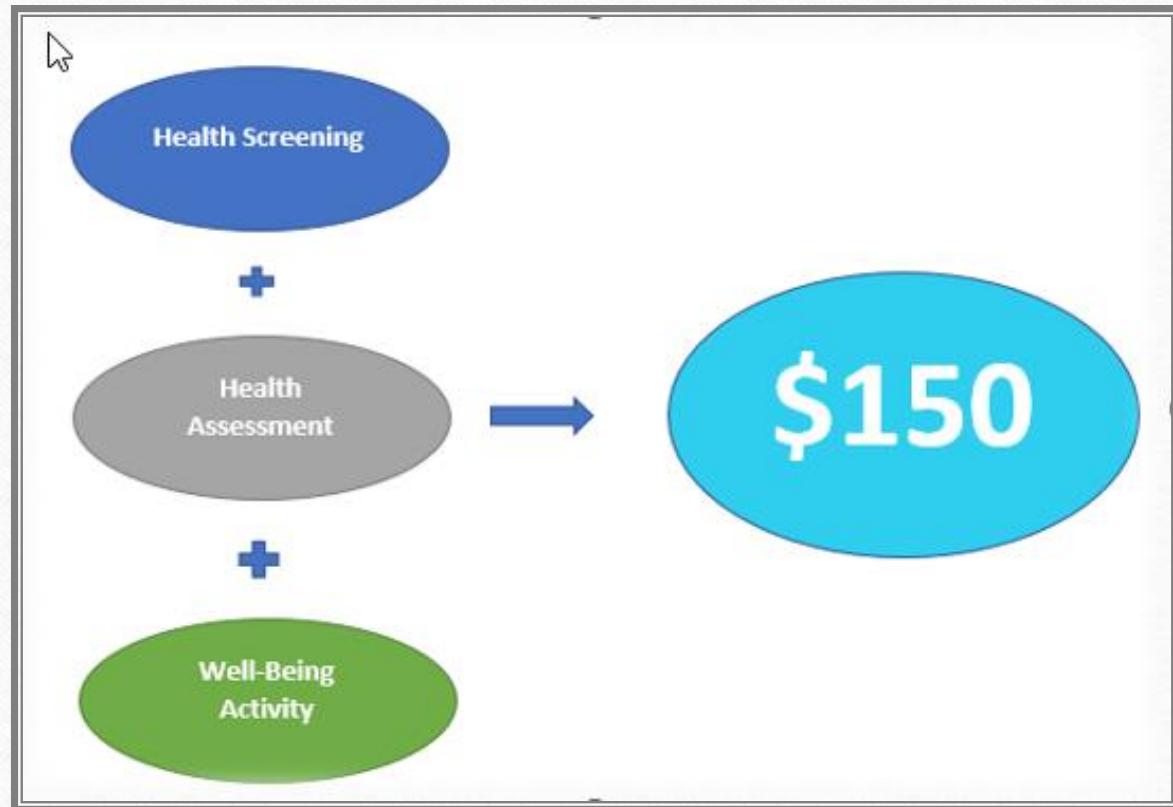 Health Screening
Health
Assessment
$150
Well-Being
Activity